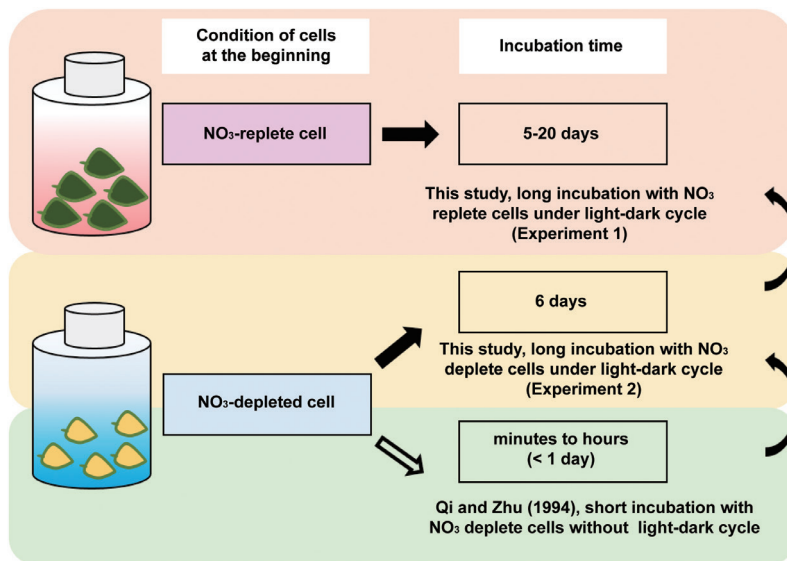 Condition of cells
at the beginning
Incubation time
NO₃-replete cell
5-20 days
This study, long incubation with NO₃
replete cells under light-dark cycle
(Experiment 1)
6 days
This study, long incubation with NO₃
deplete cells under light-dark cycle
(Experiment 2)
NO₃-depleted cell
minutes to hours
(< 1 day)
Qi and Zhu (1994), short incubation with
NO₃ deplete cells without light-dark cycle